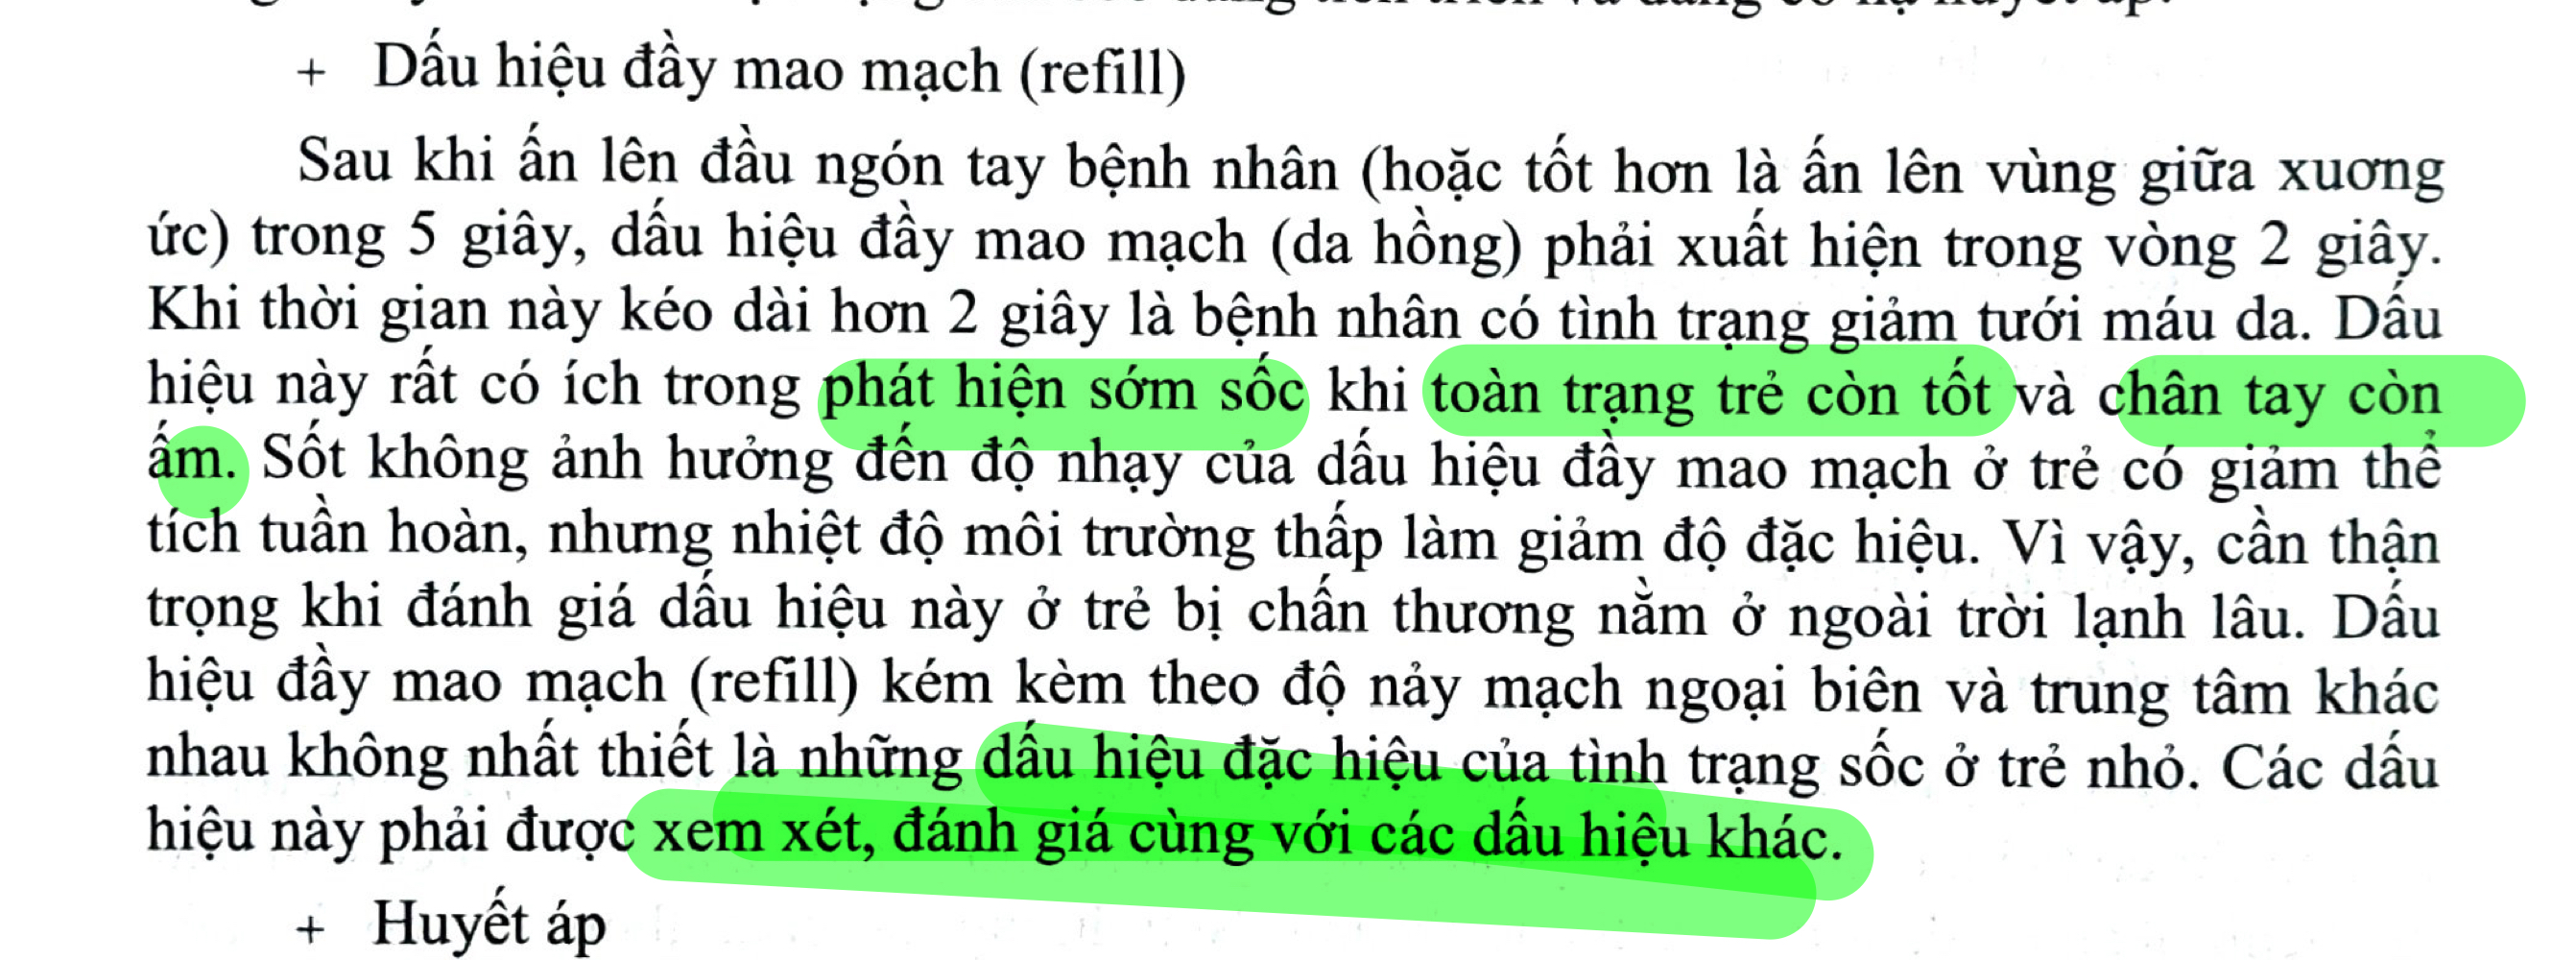 + Dấu hiệu đầy mao mạch (refill)
Sau khi ấn lên đầu ngón tay bệnh nhân (hoặc tốt hơn là ấn lên vùng giữa xuơng
ức) trong 5 giây, dấu hiệu đầy mao mạch (da hồng) phải xuất hiện trong vòng 2 giây.
Khi thời gian này kéo dài hơn 2 giây là bệnh nhân có tình trạng giảm tưới máu da. Dấu
hiệu này rất có ích trong phát hiện sớm sốc khi toàn trạng trẻ còn tốt và chân tay còn
ấm. Sốt không ảnh hưởng đến độ nhạy của dấu hiệu đầy mao mạch ở trẻ có giảm thể
tích tuần hoàn, nhưng nhiệt độ môi trường thấp làm giảm độ đặc hiệu. Vì vậy, cần thận
trọng khi đánh giá dấu hiệu này ở trẻ bị chấn thương nằm ở ngoài trời lạnh lâu. Dấu
hiệu đầy mao mạch (refill) kém kèm theo độ nảy mạch ngoại biên và trung tâm khác
nhau không nhất thiết là những dấu hiệu đặc hiệu của tình trạng sốc ở trẻ nhỏ. Các dấu
hiệu này phải được xem xét, đánh giá cùng với các dấu hiệu khác.
+ Huyết áp